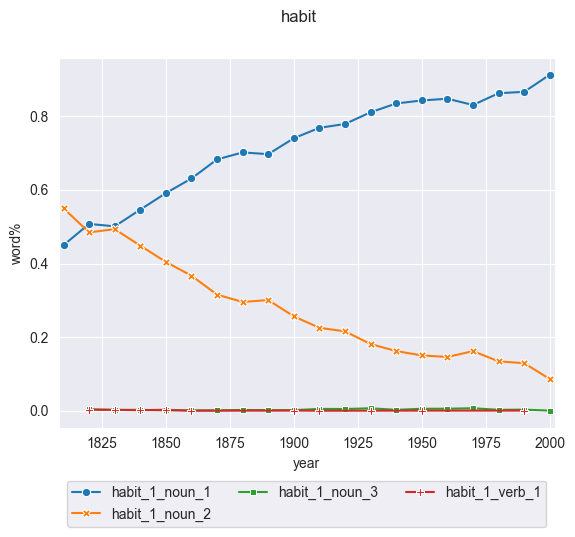 habit
0.8
0.6
0.4
0.2
0.0
word%
1825 1850 1875 1900 1925 1950 1975 2000
year
habit_1_noun_1 habit_1_noun_3 habit_1_verb_1
habit_1_noun_2